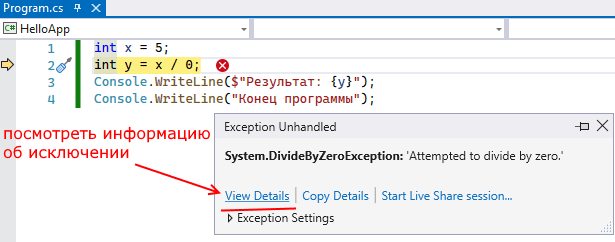 Program.cs
HelloApp
1 int x = 5;
2 int y = x / 0;
3 Console.WriteLine($"Результат: {y}");
4 Console.WriteLine("Конец программы");
посмотреть информацию
об исключении
Exception Unhandled
System.DivideByZeroException: 'Attempted to divide by zero.'
View Details | Copy Details | Start Live Share session...
Exception Settings